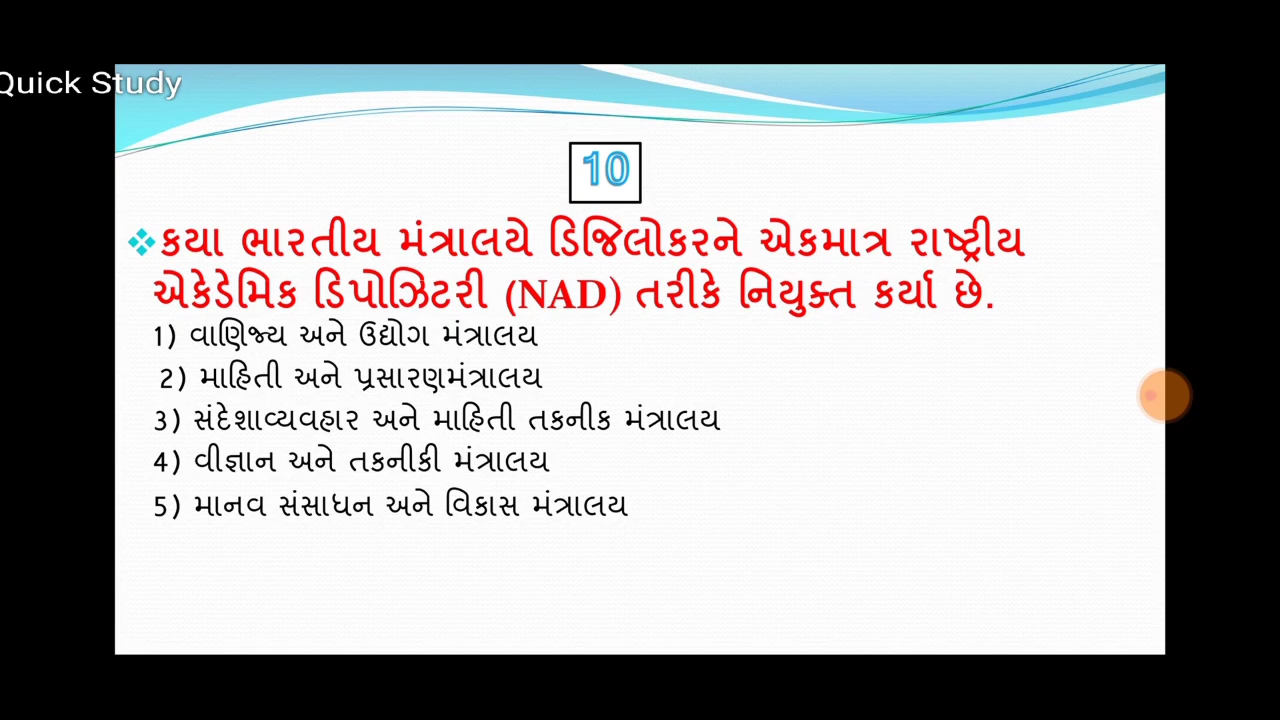 Quick Study
10
❖કયા ભારતીય મંત્રાલયે ડિજિલોકરને એકમાત્ર રાષ્ટ્રીય
એકેડેમિક ડિપોઝિટરી (NAD) તરીકે નિયુક્ત કર્યા છે.
1) વાણિજ્ય અને ઉદ્યોગ મંત્રાલય
2) માહિતી અને પ્રસારણમંત્રાલય
3) સંદેશાવ્યવહાર અને માહિતી તકનીક મંત્રાલય
4) વીજ્ઞાન અને તકનીકી મંત્રાલય
5) માનવ સંસાધન અને વિકાસ મંત્રાલય